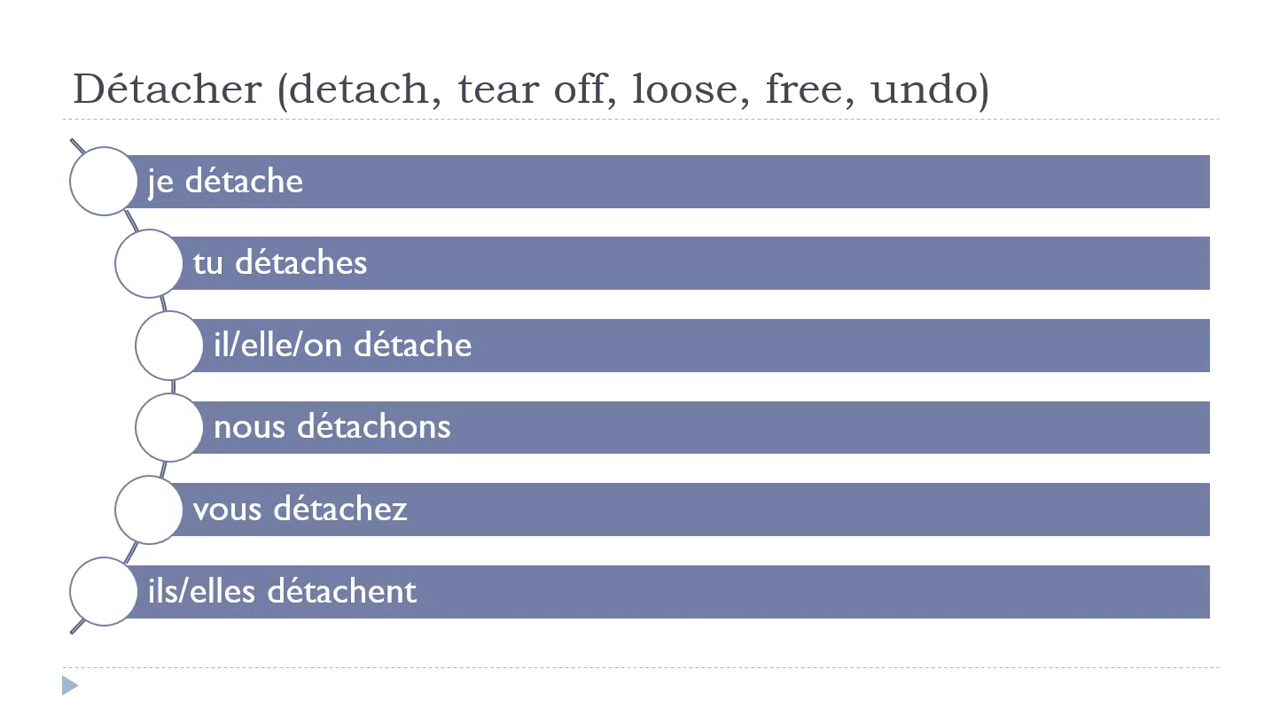 Détacher (detach, tear off, loose, free, undo)
je détache
tu détaches
il/elle/on détache
nous détachons
vous détachez
ils/elles détachent